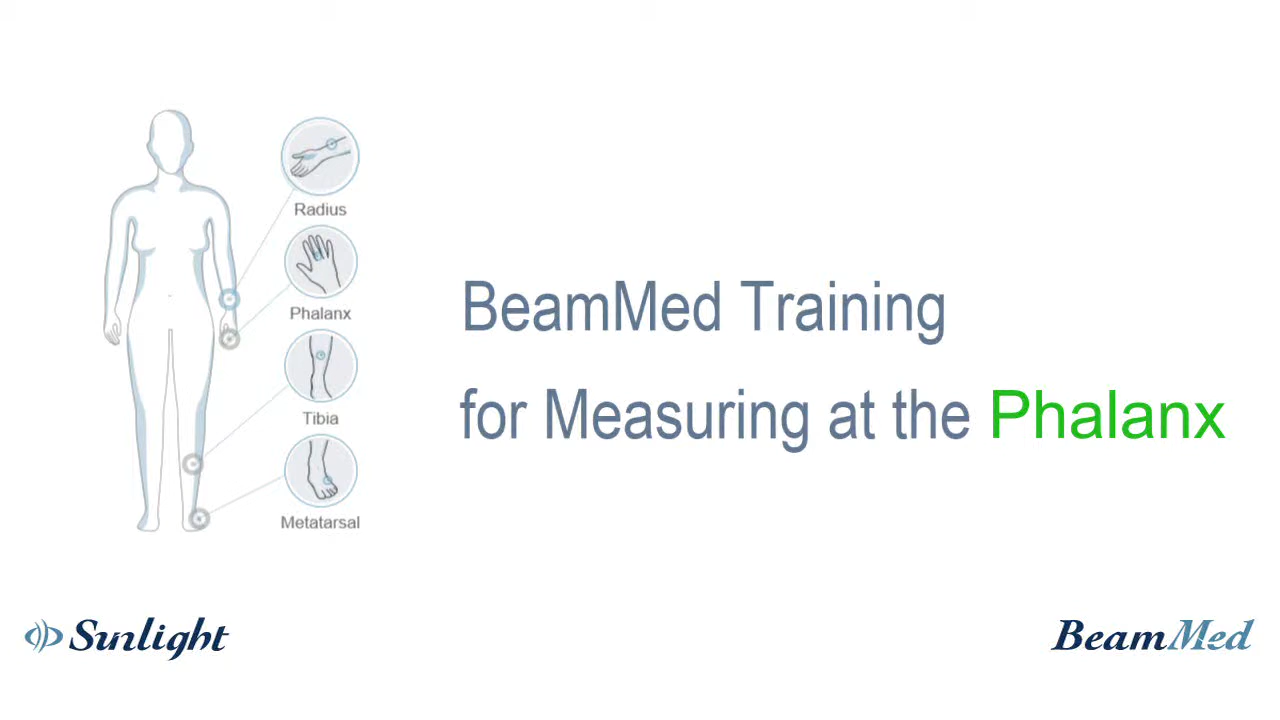 Radius
Phalanx
Tibia
Metatarsal
BeamMed Training
for Measuring at the Phalanx
Sunlight
BeamMed